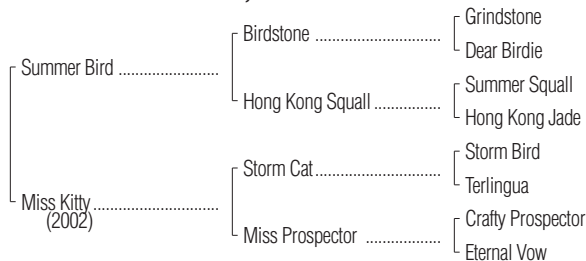 Grindstone
Birdstone ........................
Dear Birdie
Summer Bird ........................
Summer Squall
Hong Kong Squall ................
Hong Kong Jade
Storm Bird
Storm Cat ..............................
Terlingua
Miss Kitty ..............................
(2002)
Crafty Prospector
Miss Prospector ..................
Eternal Vow